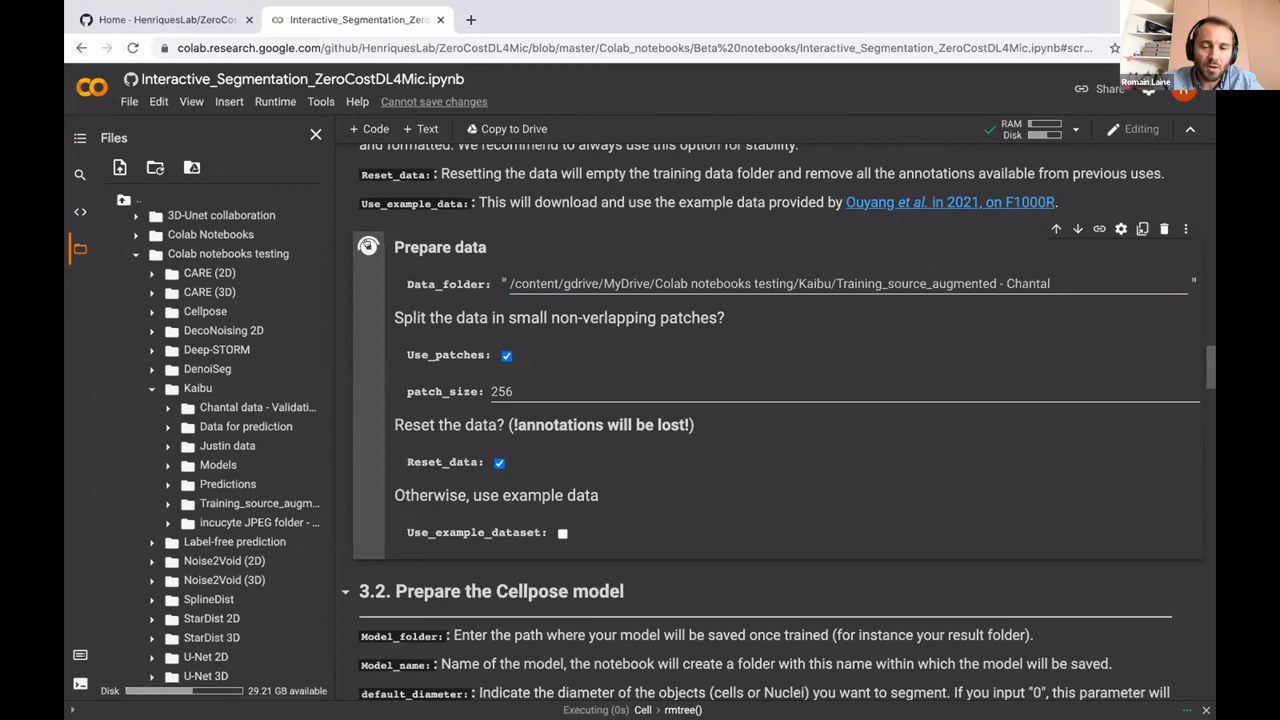 Home - HenriquesLab/ZeroCos
Interactive_Segmentation_Zero
colab.research.google.com/github/HenriquesLab/ZeroCostDL4Mic/blob/master/Colab_notebooks/Beta%20notebooks/Interactive_Segmentation_ZeroCostDL4Mic.ipynb#scr...
Romain Laine
Interactive_Segmentation_ZeroCostDL4Mic.ipynb
File Edit View Insert Runtime Tools Help Cannot save changes
Share
Files
+ Code + Text Copy to Drive
RAM
Disk
Editing
..
3D-Unet collaboration
Colab Notebooks
Colab notebooks testing
CARE (2D)
CARE (3D)
Cellpose
DecoNoising 2D
Deep-STORM
DenoiSeg
Kaibu
Chantal data - Validati...
Data for prediction
Justin data
Models
Predictions
Training_source_augm...
incucyte JPEG folder - ...
Label-free prediction
Noise2Void (2D)
Noise2Void (3D)
SplineDist
StarDist 2D
StarDist 3D
U-Net 2D
U-Net 3D
Disk 29.21 GB available
and formatted. We recommend to always use this option for stability.
Reset_data: : Resetting the data will empty the training data folder and remove all the annotations available from previous uses.
Use_example_data: : This will download and use the example data provided by Ouyang et al. in 2021, on F1000R.
Prepare data
Data_folder: " /content/gdrive/MyDrive/Colab notebooks testing/Kaibu/Training_source_augmented - Chantal "
Split the data in small non-verlapping patches?
Use_patches:
patch_size: 256
Reset the data? (!annotations will be lost!)
Reset_data:
Otherwise, use example data
Use_example_dataset:
3.2. Prepare the Cellpose model
Model_folder: : Enter the path where your model will be saved once trained (for instance your result folder).
Model_name: : Name of the model, the notebook will create a folder with this name within which the model will be saved.
default_diameter: : Indicate the diameter of the objects (cells or Nuclei) you want to segment. If you input "0", this parameter will
Executing (0s) Cell > rmtree()